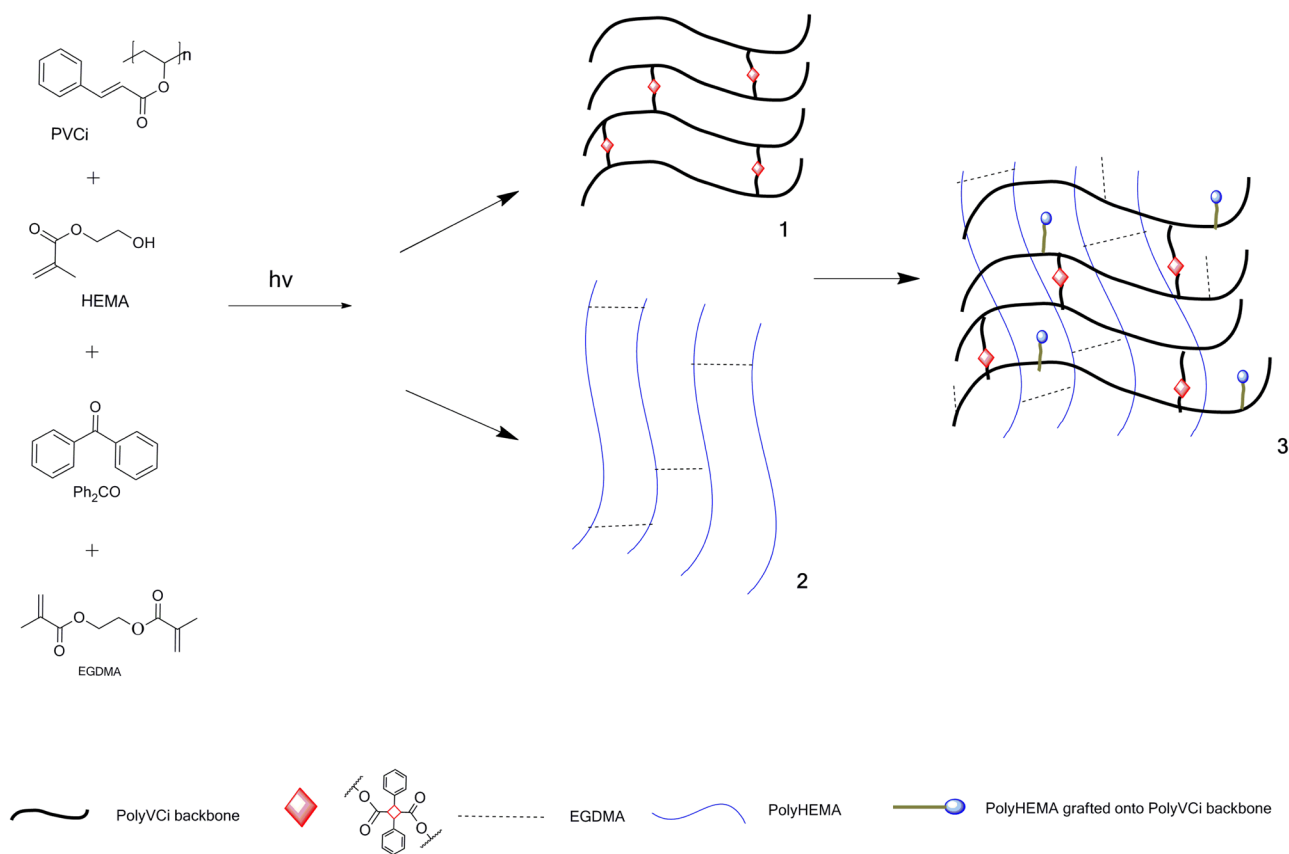 n
O
O
PVCi
+
O
O
OH
HEMA
+
O
Ph2CO
+
O
O
O
O
EGDMA
hv
1
2
3
PolyVCi backbone
O
O
O
O
EGDMA
PolyHEMA
PolyHEMA grafted onto PolyVCi backbone